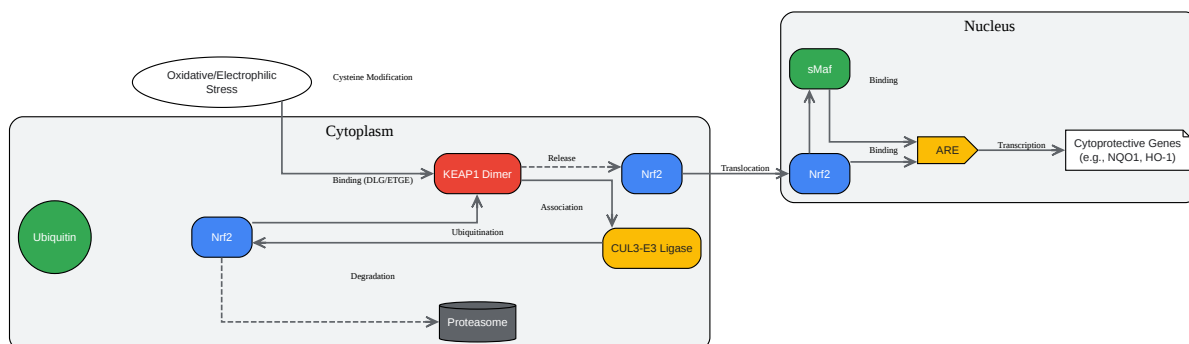 Nucleus
sMaf
Oxidative/Electrophilic
Stress
Cysteine Modification
Binding
Cytoplasm
Release
Binding
ARE
Transcription
Cytoprotective Genes
(e.g., NQO1, HO-1)
KEAP1 Dimer
Nrf2
Translocation
Nrf2
Binding (DLG/ETGE)
Association
Ubiquitin
Nrf2
Ubiquitination
CUL3-E3 Ligase
Degradation
Proteasome